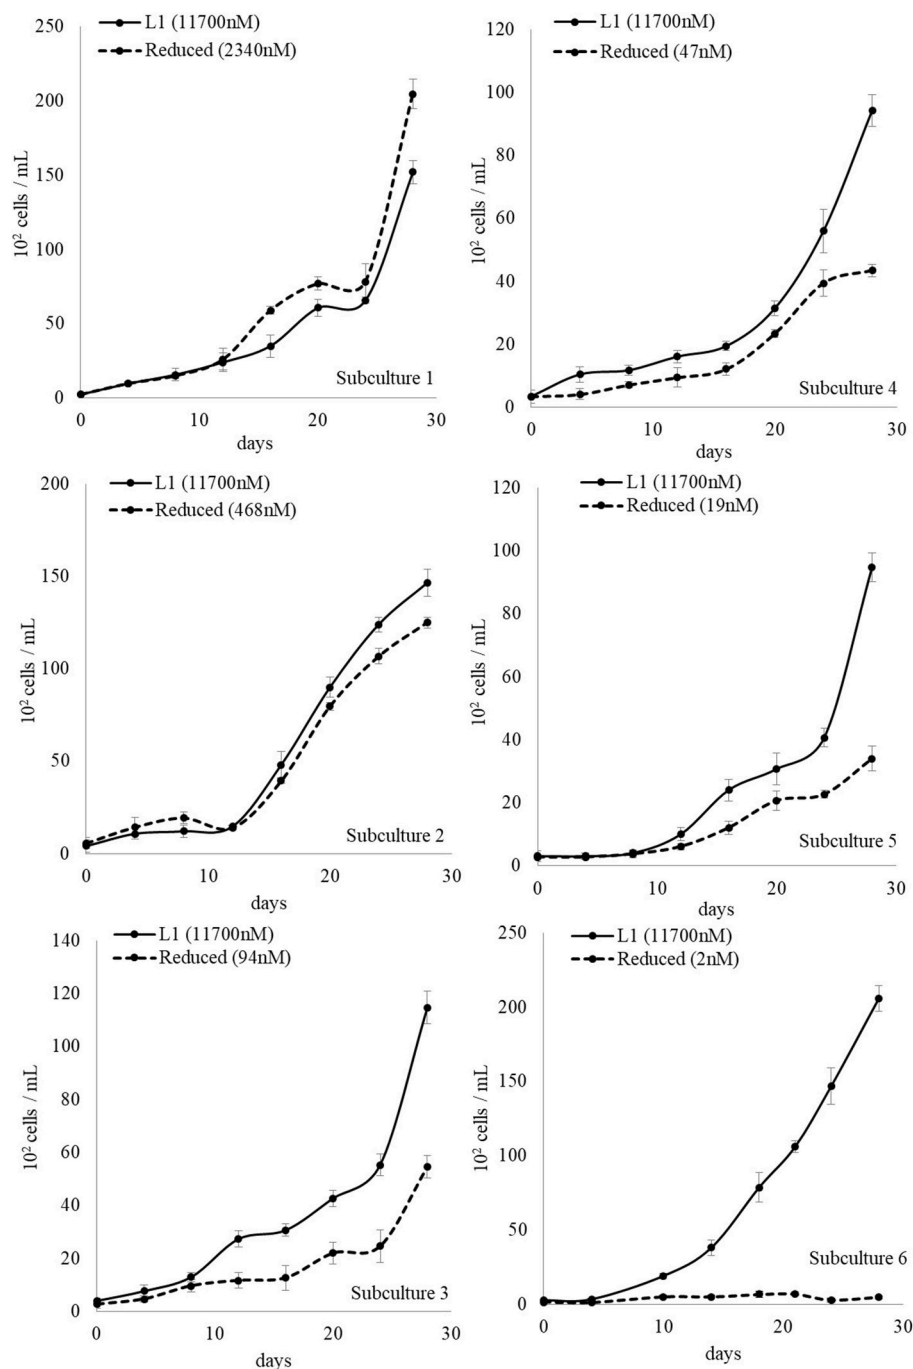 L1 (11700nM)
Reduced (2340nM)
250
200
150
100
50
0
10² cells / mL
0 10 20 30
days
Subculture 1
L1 (11700nM)
Reduced (47nM)
120
100
80
60
40
20
0
10² cells / mL
0 10 20 30
days
Subculture 4
L1 (11700nM)
Reduced (468nM)
200
150
100
50
0
10² cells / mL
0 10 20 30
days
Subculture 2
L1 (11700nM)
Reduced (19nM)
120
100
80
60
40
20
0
10² cells / mL
0 10 20 30
days
Subculture 5
L1 (11700nM)
Reduced (94nM)
140
120
100
80
60
40
20
0
10² cells / mL
0 10 20 30
days
Subculture 3
L1 (11700nM)
Reduced (2nM)
250
200
150
100
50
0
10² cells / mL
0 10 20 30
days
Subculture 6